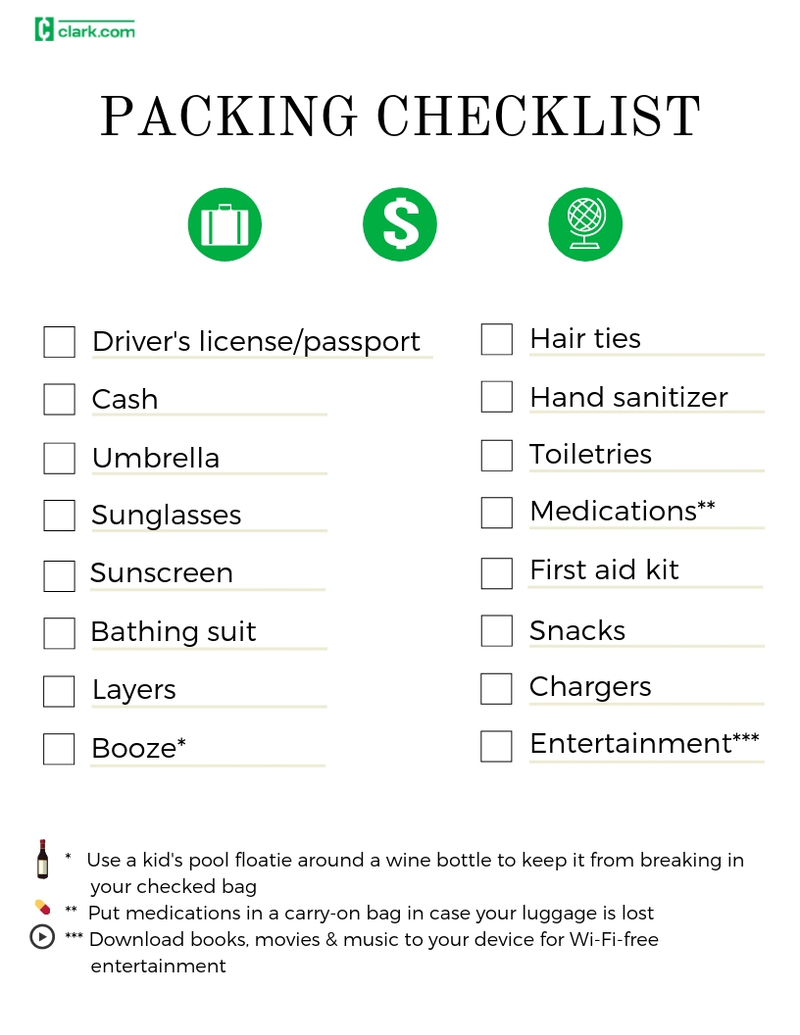 clark.com
PACKING CHECKLIST
$
Driver's license/passport
Cash
Umbrella
Sunglasses
Sunscreen
Bathing suit
Layers
Booze*
Hair ties
Hand sanitizer
Toiletries
Medications**
First aid kit
Snacks
Chargers
Entertainment***
* Use a kid's pool floatie around a wine bottle to keep it from breaking in
your checked bag
** Put medications in a carry-on bag in case your luggage is lost
*** Download books, movies & music to your device for Wi-Fi-free
entertainment